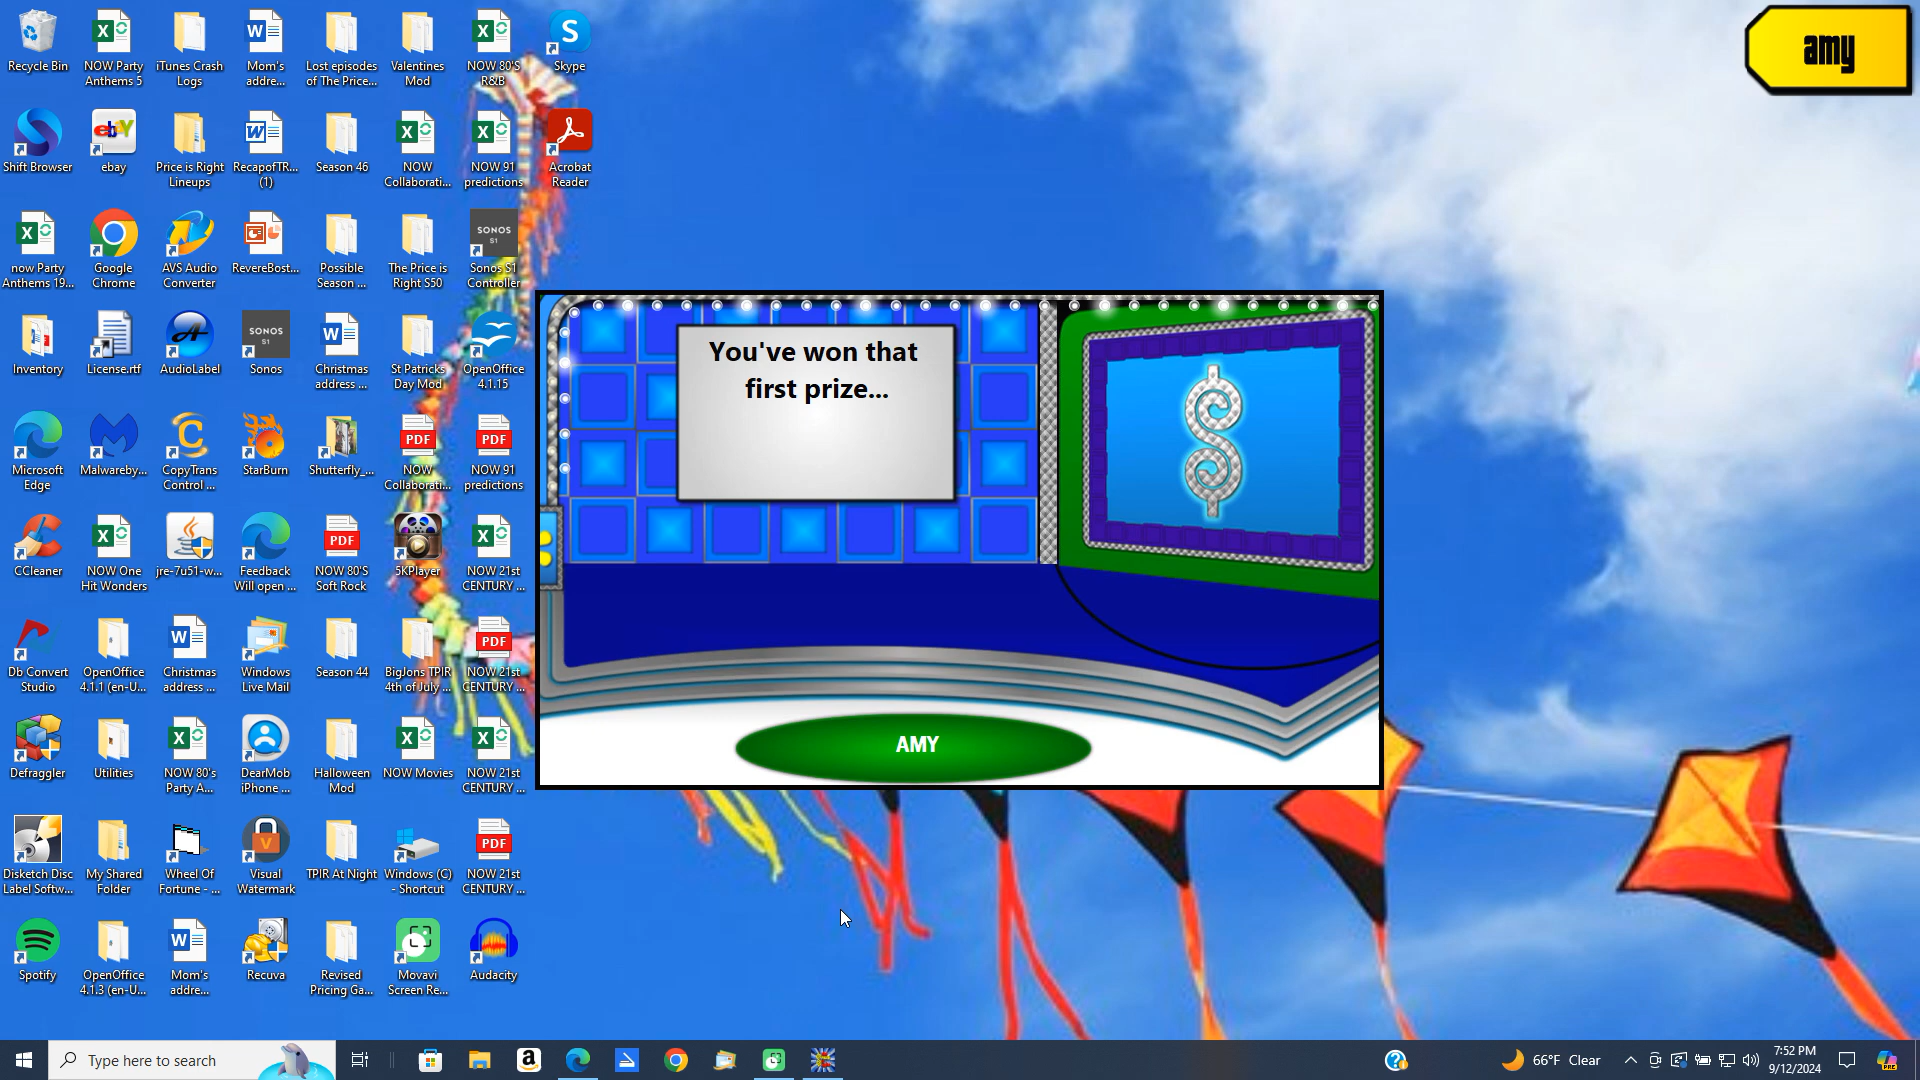 Recycle Bin
NOW Party
Anthems 5
iTunes Crash
Logs
Mom's
addre...
Lost episodes
of The Price...
Valentines
Mod
NOW 80'S
R&B
S
Skype
amy
Shift Browser
ebay
ebay
Price is Right
Lineups
RecapofTR...
(1)
Season 46
NOW
Collaborati...
NOW 91
predictions
Acrobat
Reader
now Party
Anthems 19...
Google
Chrome
AVS Audio
Converter
RevereBost...
Possible
Season ...
The Price is
Right S50
SONOS
S1
Sonos S1
Controller
Inventory
License.rtf
AudioLabel
SONOS
S1
Sonos
Christmas
address ...
St Patricks
Day Mod
OpenOffice
4.1.15
You've won that
first prize...
Microsoft
Edge
Malwareby...
CopyTrans
Control ...
StarBurn
Shutterfly_...
PDF
NOW
Collaborati...
PDF
NOW 91
predictions
CCleaner
NOW One
Hit Wonders
jre-7u51-w...
Feedback
Will open ...
PDF
NOW 80'S
Soft Rock
5KPlayer
NOW 21st
CENTURY ...
Db Convert
Studio
OpenOffice
4.1.1 (en-U...
Christmas
address ...
Windows
Live Mail
Season 44
BigJons TPIR
4th of July ...
PDF
NOW 21st
CENTURY ...
Defraggler
Utilities
NOW 80's
Party A...
DearMob
iPhone ...
Halloween
Mod
NOW Movies
NOW 21st
CENTURY ...
AMY
Disketch Disc
Label Softw...
My Shared
Folder
Wheel Of
Fortune - ...
Visual
Watermark
TPIR At Night
Windows (C)
- Shortcut
PDF
NOW 21st
CENTURY ...
Spotify
OpenOffice
4.1.3 (en-U...
Mom's
addre...
Recuva
Revised
Pricing Ga...
Movavi
Screen Re...
Audacity
Type here to search
66°F Clear
7:52 PM
9/12/2024